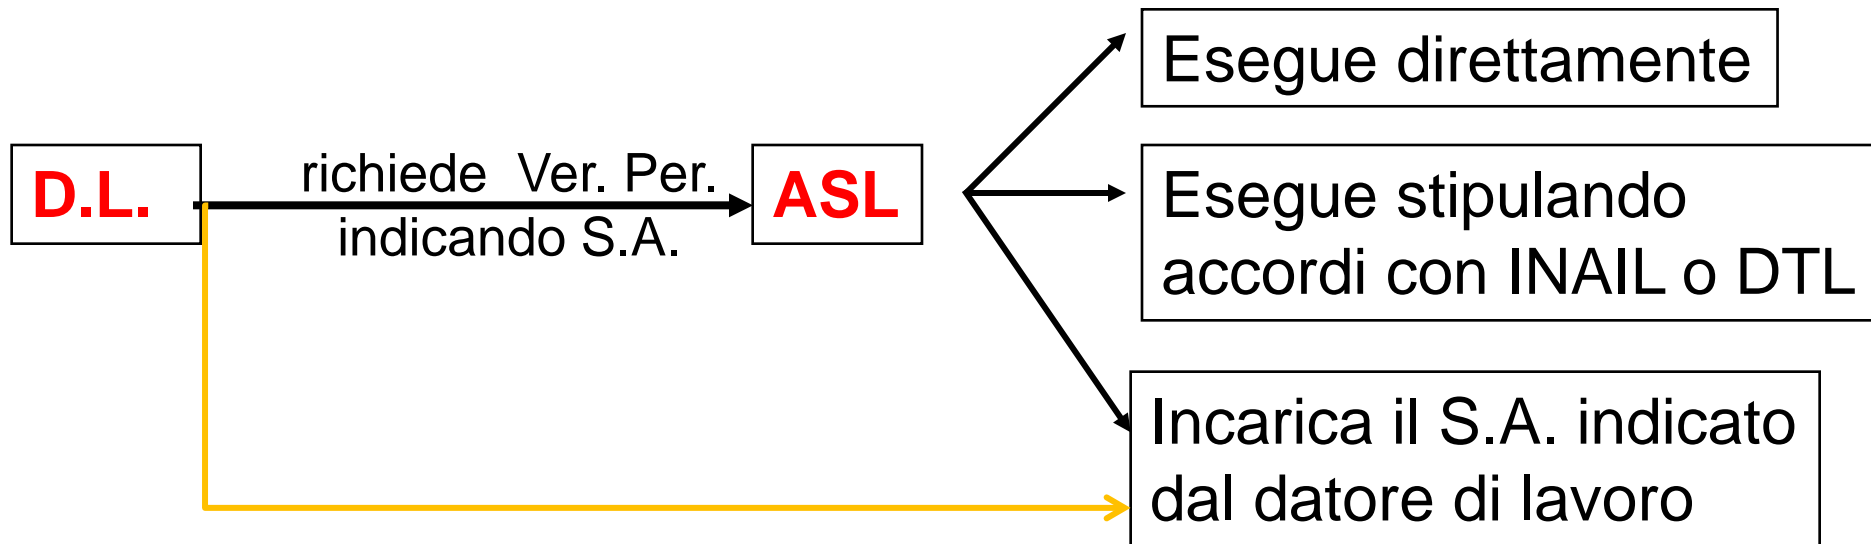 D.L.
richiede Ver. Per.
indicando S.A.
ASL
Esegue direttamente
Esegue stipulando
accordi con INAIL o DTL
Incarica il S.A. indicato
dal datore di lavoro